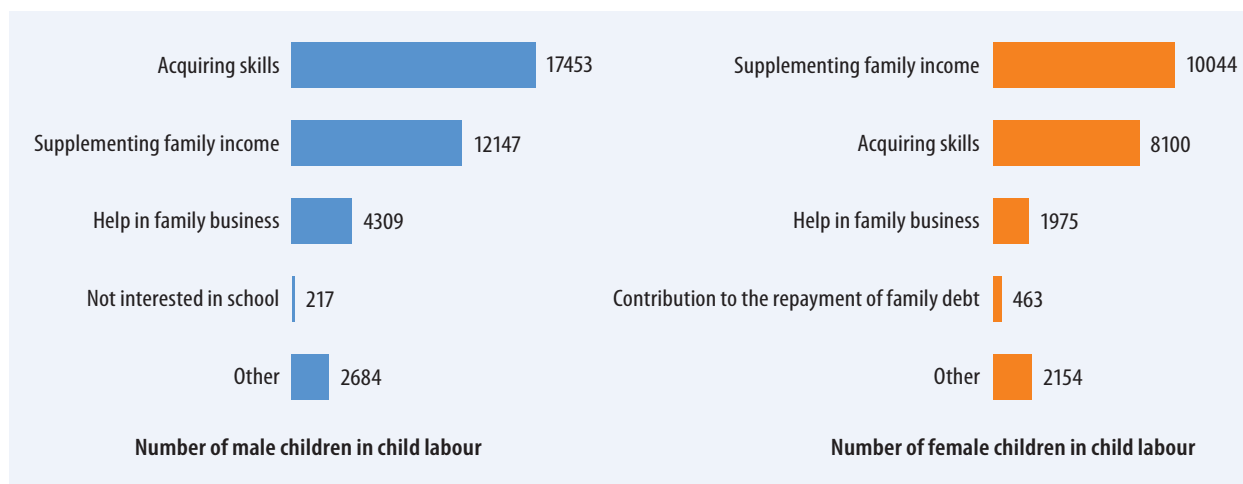 Acquiring skills 17453
Supplementing family income 12147
Help in family business 4309
Not interested in school 217
Other 2684
Number of male children in child labour
Supplementing family income 10044
Acquiring skills 8100
Help in family business 1975
Contribution to the repayment of family debt 463
Other 2154
Number of female children in child labour